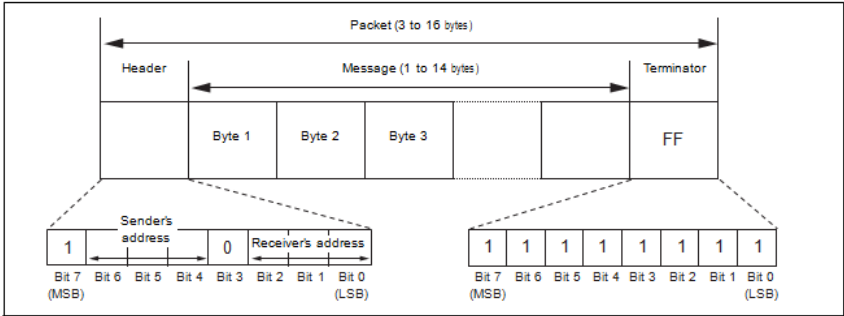 Packet (3 to 16 bytes)
Header Message (1 to 14 bytes) Terminator
Byte 1 Byte 2 Byte 3 FF
Sender's
address
1 0 Receiver's address 1 1 1 1 1 1 1 1
Bit 7 Bit 6 Bit 5 Bit 4 Bit 3 Bit 2 Bit 1 Bit 0 Bit 7 Bit 6 Bit 5 Bit 4 Bit 3 Bit 2 Bit 1 Bit 0
(MSB) (LSB) (MSB) (LSB)